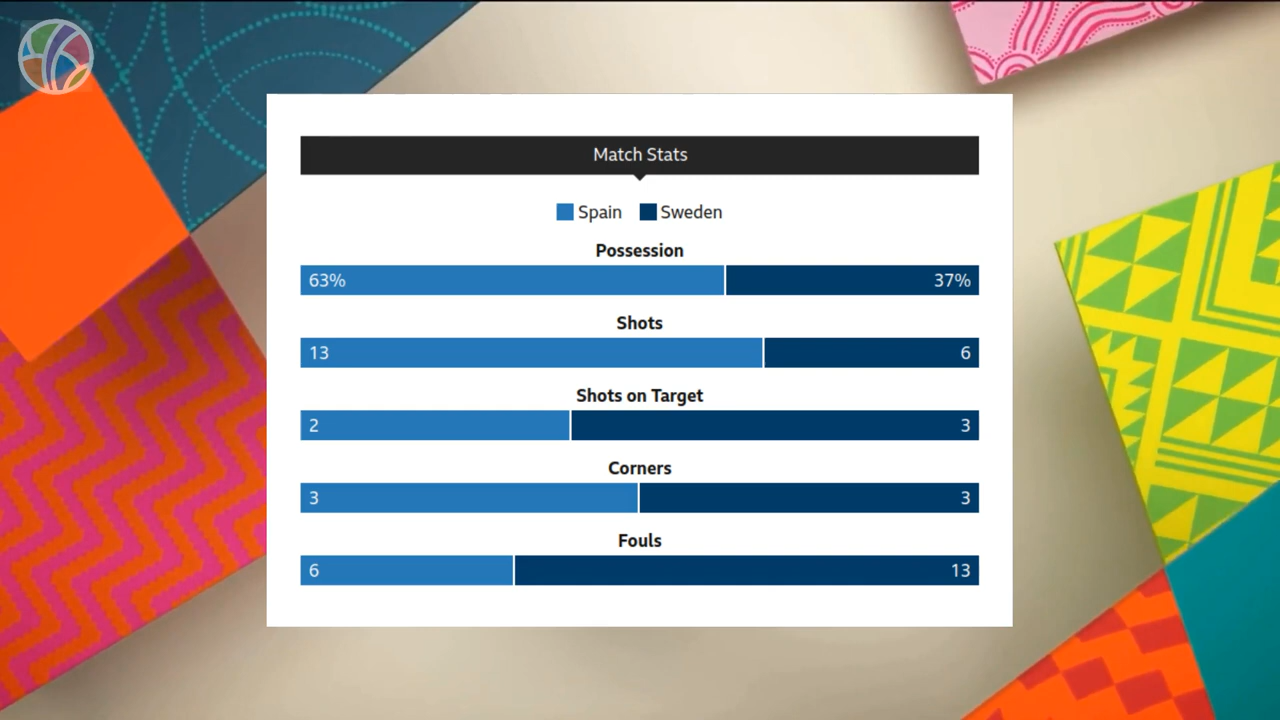 Match Stats
Spain Sweden
Possession
63% 37%
Shots
13 6
Shots on Target
2 3
Corners
3 3
Fouls
6 13